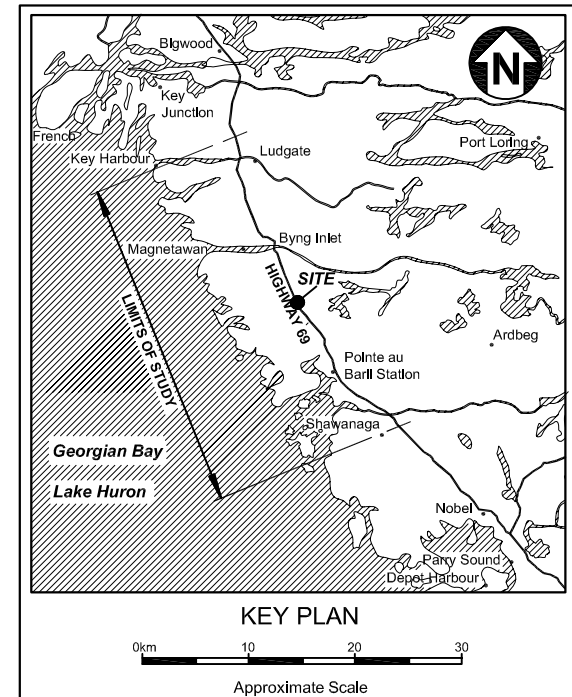 Bigwood
N
Key
Junction
French
Port Loring
Key Harbour
Ludgate
Magnetawan
Byng Inlet
SITE
HIGHWAY 69
LIMITS OF STUDY
Ardbeg
Pointe au
Baril Station
Shawanaga
Georgian Bay
Lake Huron
Nobel
Parry Sound
Depot Harbour
KEY PLAN
0km 10 20 30
Approximate Scale